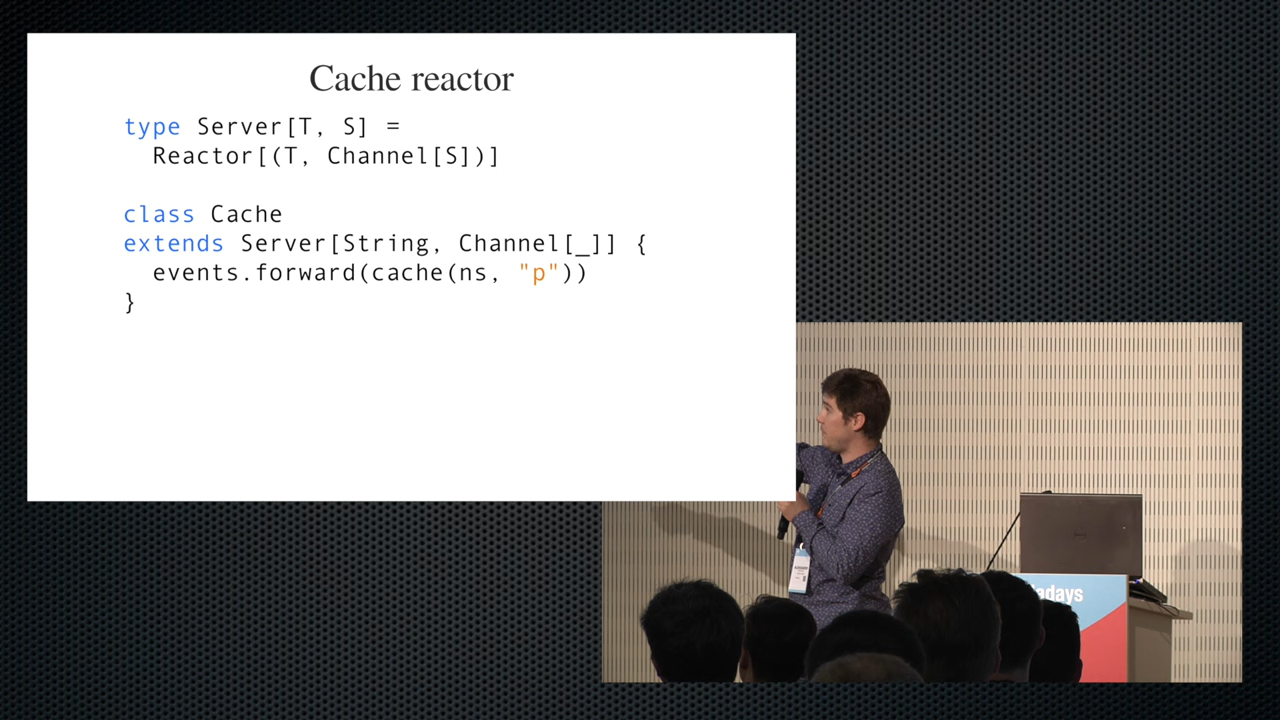 Cache reactor
type Server[T, S] =
  Reactor[(T, Channel[S])]
class Cache
extends Server[String, Channel[_]] {
  events.forward(cache(ns, "p"))
}